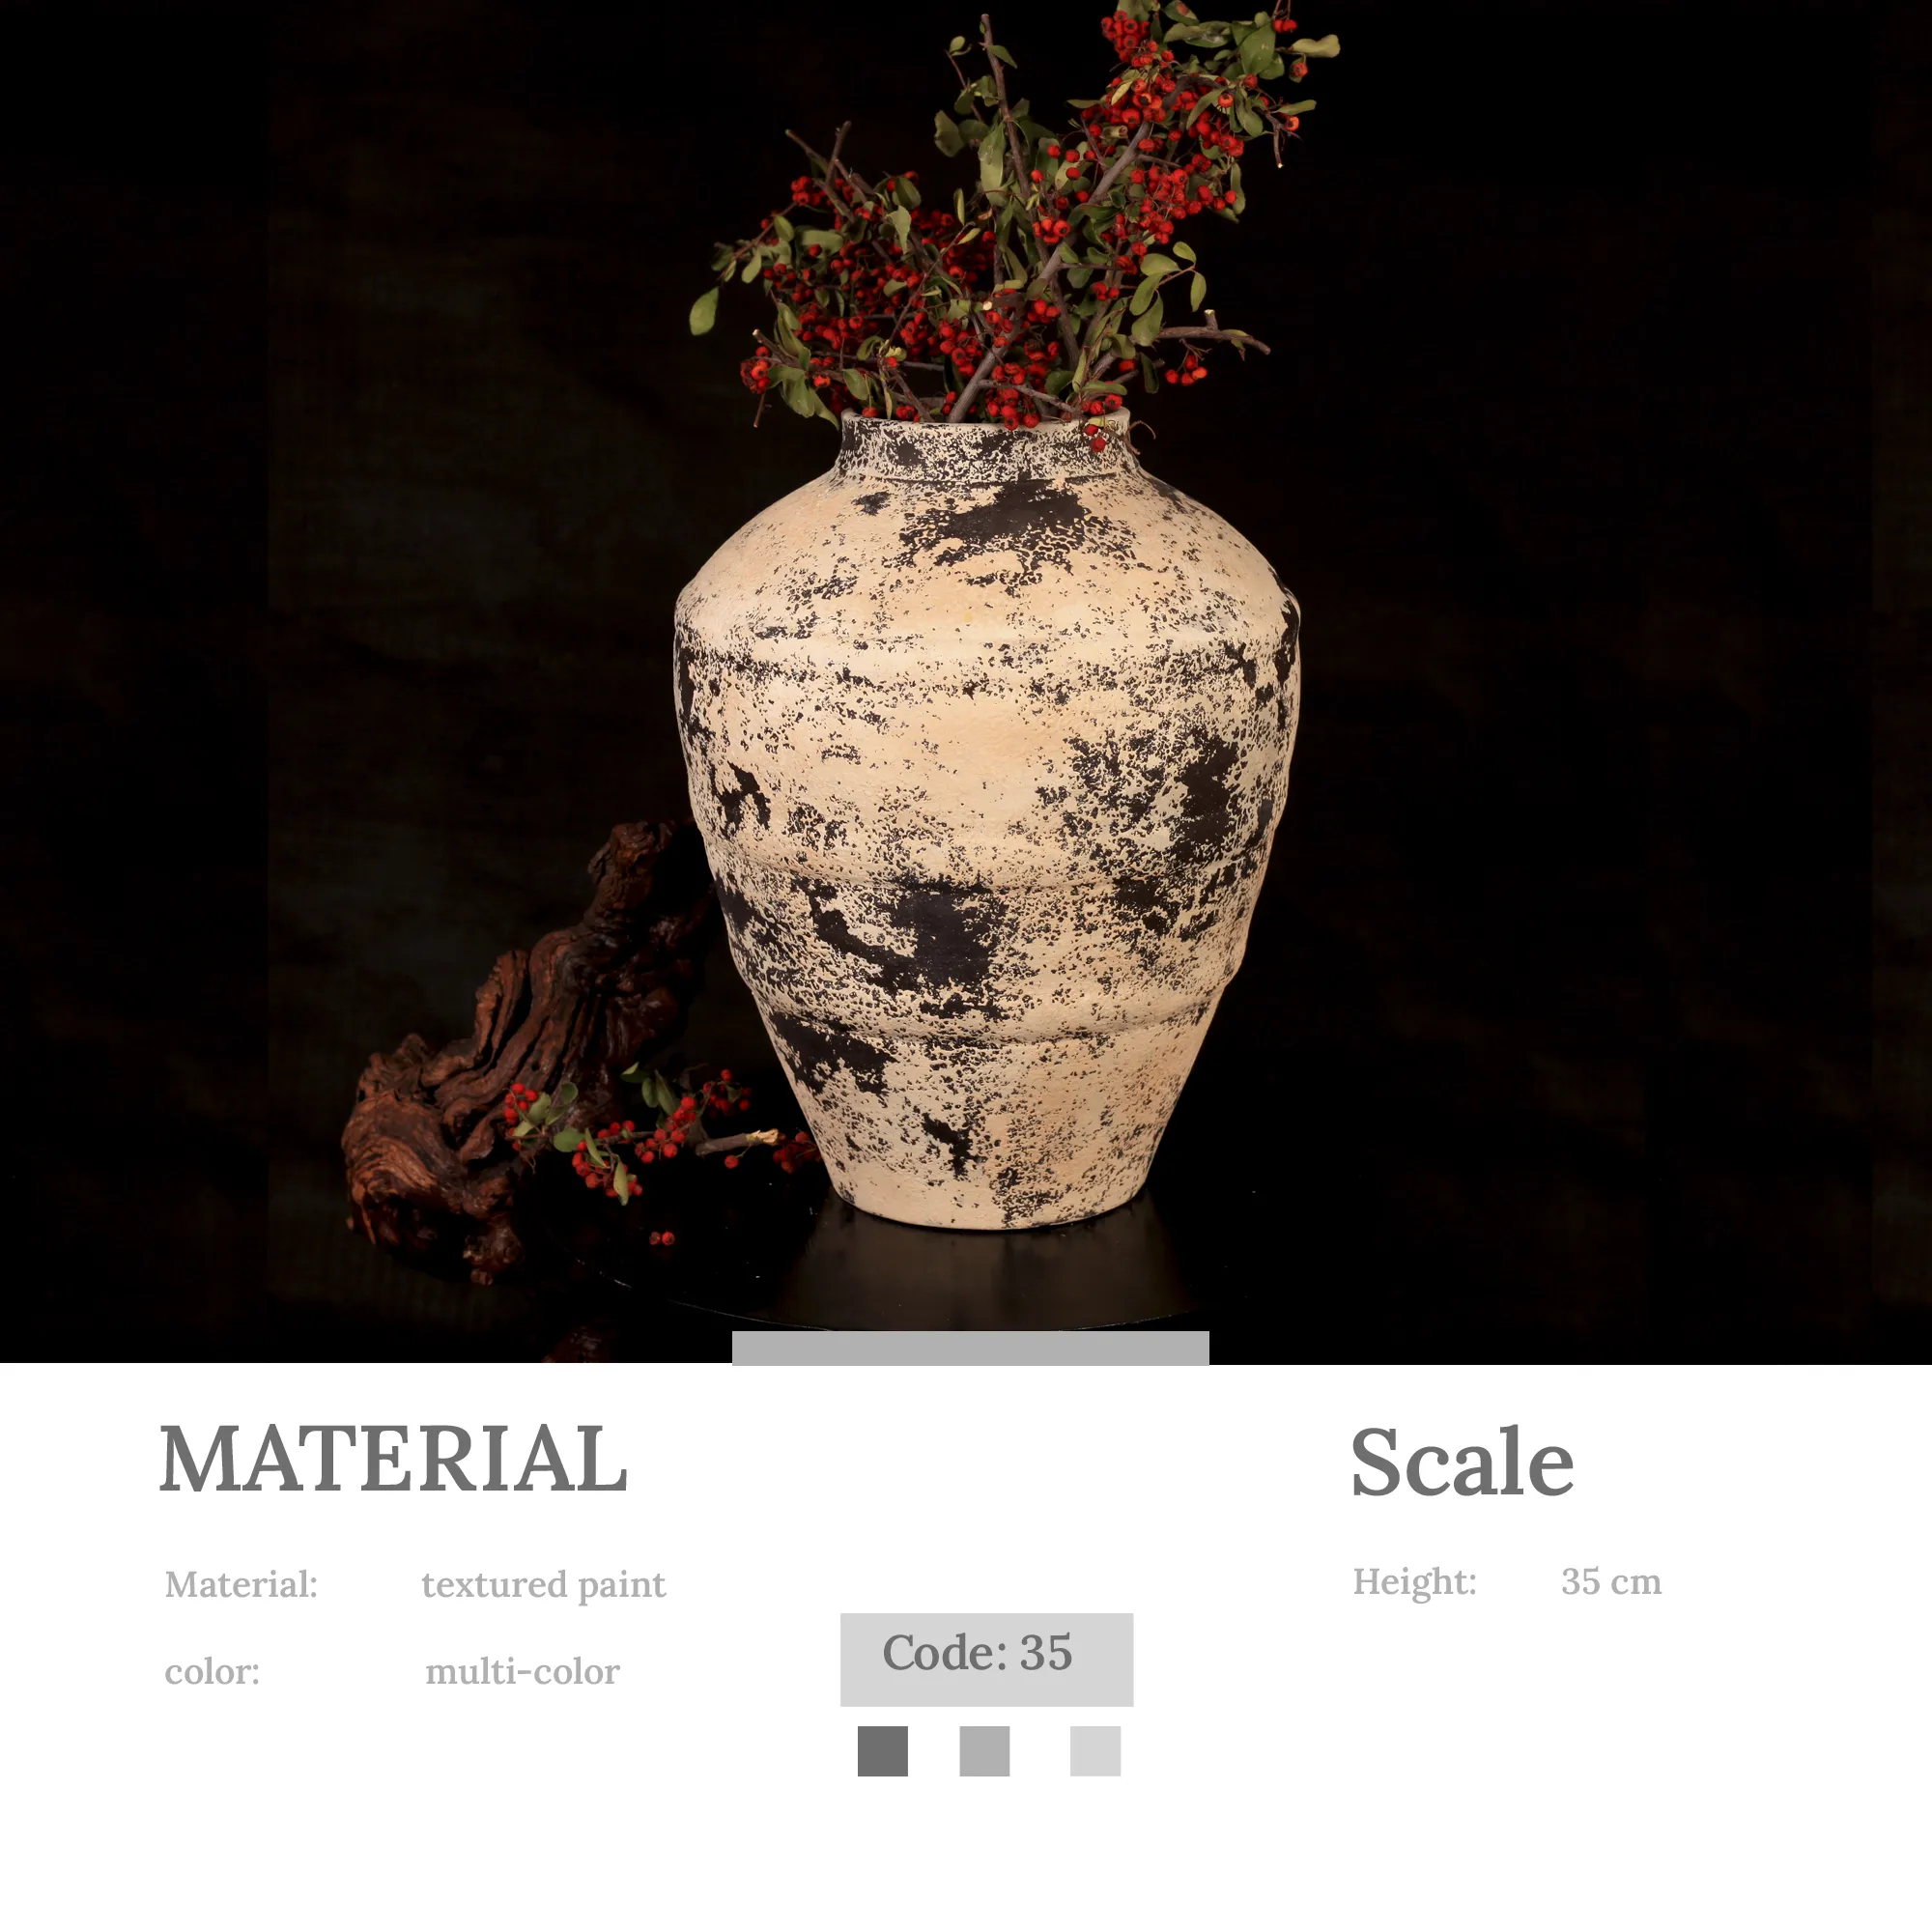 MATERIAL
Material: textured paint
color: multi-color
Code: 35
Scale
Height: 35 cm